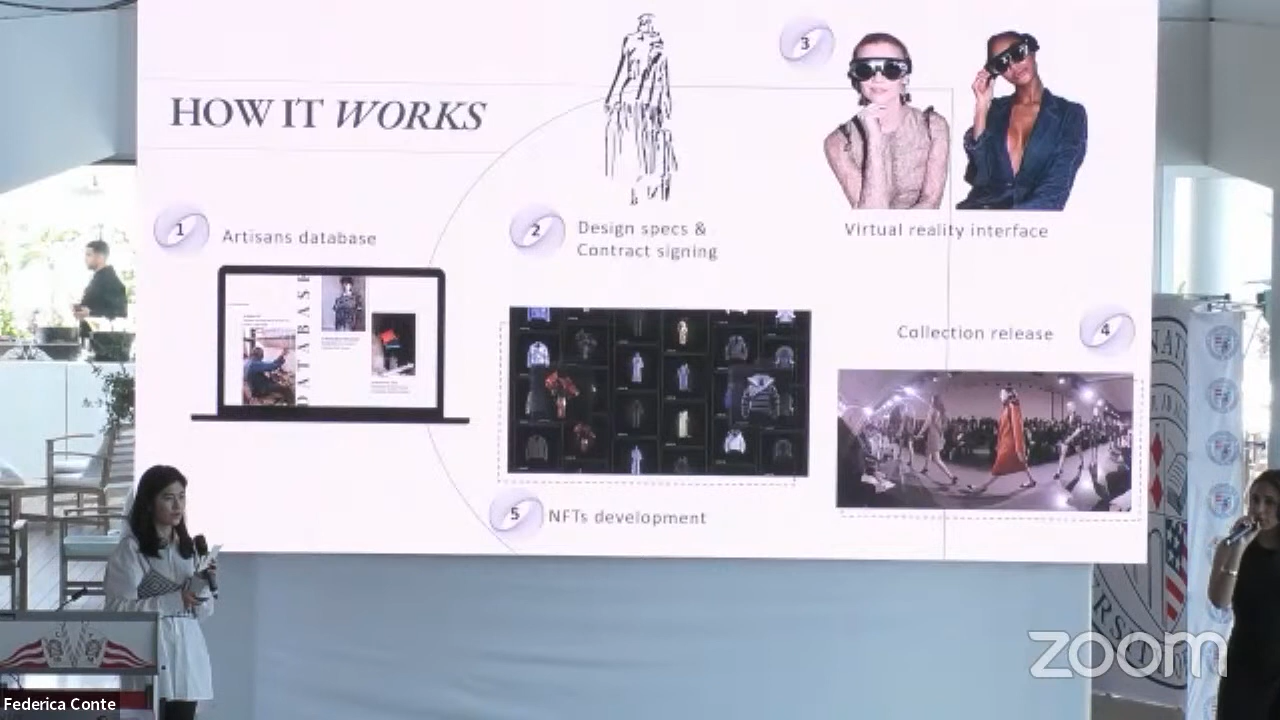 HOW IT WORKS
1
Artisans database
DATABASE
2
Design specs &
Contract signing
3
Virtual reality interface
4
Collection release
5
NFTs development
zoom
Federica Conte